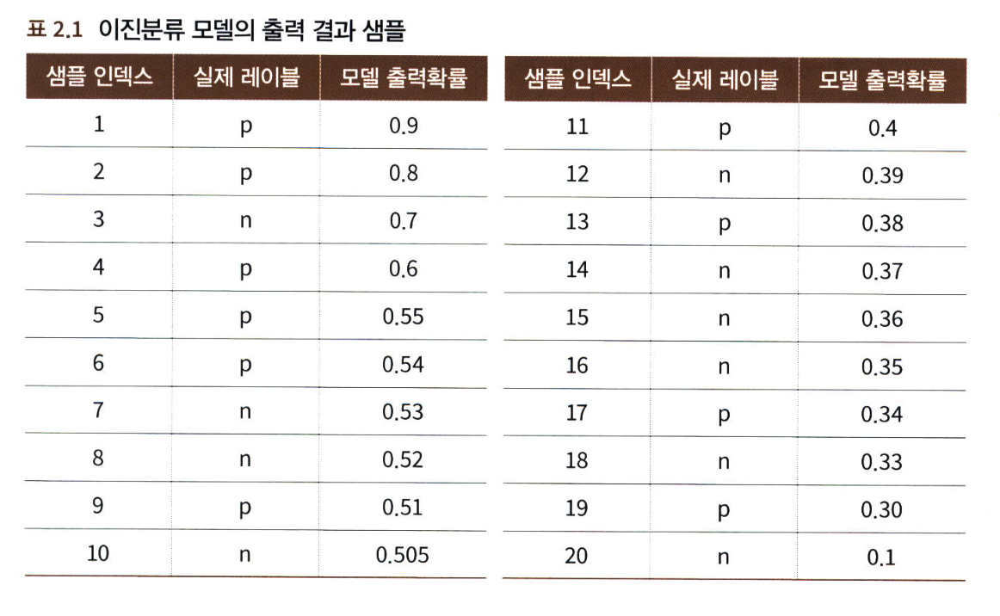 표 2.1 이진분류 모델의 출력 결과 샘플
샘플 인덱스 실제 레이블 모델 출력확률
1 p 0.9
2 p 0.8
3 n 0.7
4 p 0.6
5 p 0.55
6 p 0.54
7 n 0.53
8 n 0.52
9 p 0.51
10 n 0.505
샘플 인덱스 실제 레이블 모델 출력확률
11 p 0.4
12 n 0.39
13 p 0.38
14 n 0.37
15 n 0.36
16 n 0.35
17 p 0.34
18 n 0.33
19 p 0.30
20 n 0.1